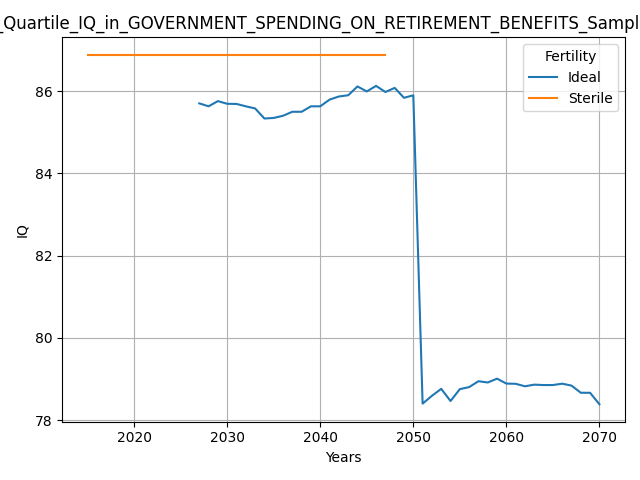 _Quartile_IQ_in_GOVERNMENT_SPENDING_ON_RETIREMENT_BENEFITS_Sampl
Fertility
Ideal
Sterile
IQ
86
84
82
80
78
2020 2030 2040 2050 2060 2070
Years